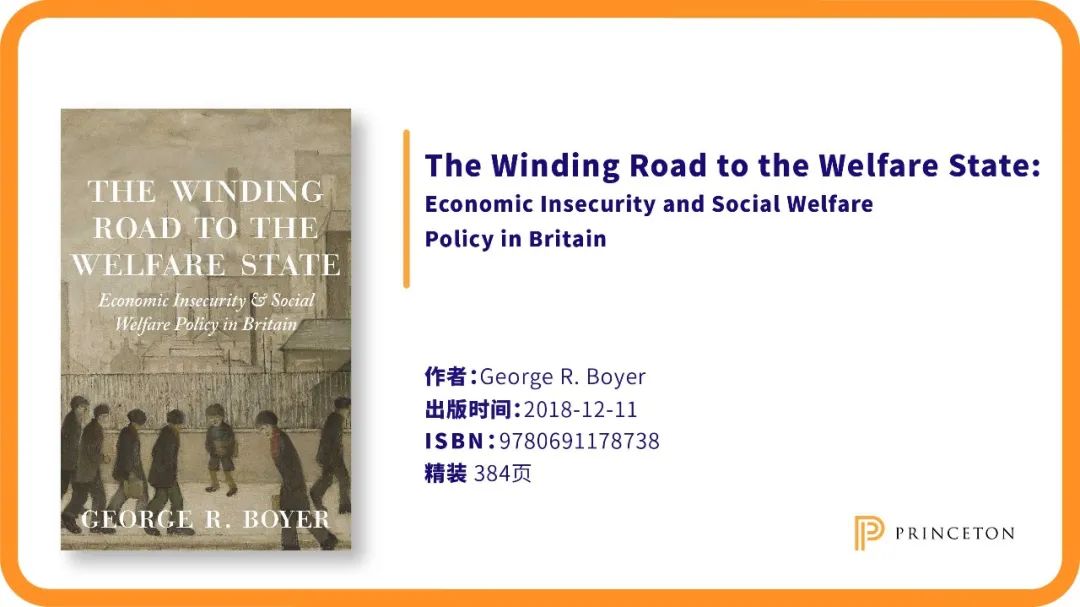 THE WINDING
ROAD TO THE
WELFARE STATE
Economic Insecurity & Social
Welfare Policy in Britain
GEORGE R. BOYER
The Winding Road to the Welfare State:
Economic Insecurity and Social Welfare
Policy in Britain
作者：George R. Boyer
出版时间：2018-12-11
ISBN：9780691178738
精装 384页
PRINCETON